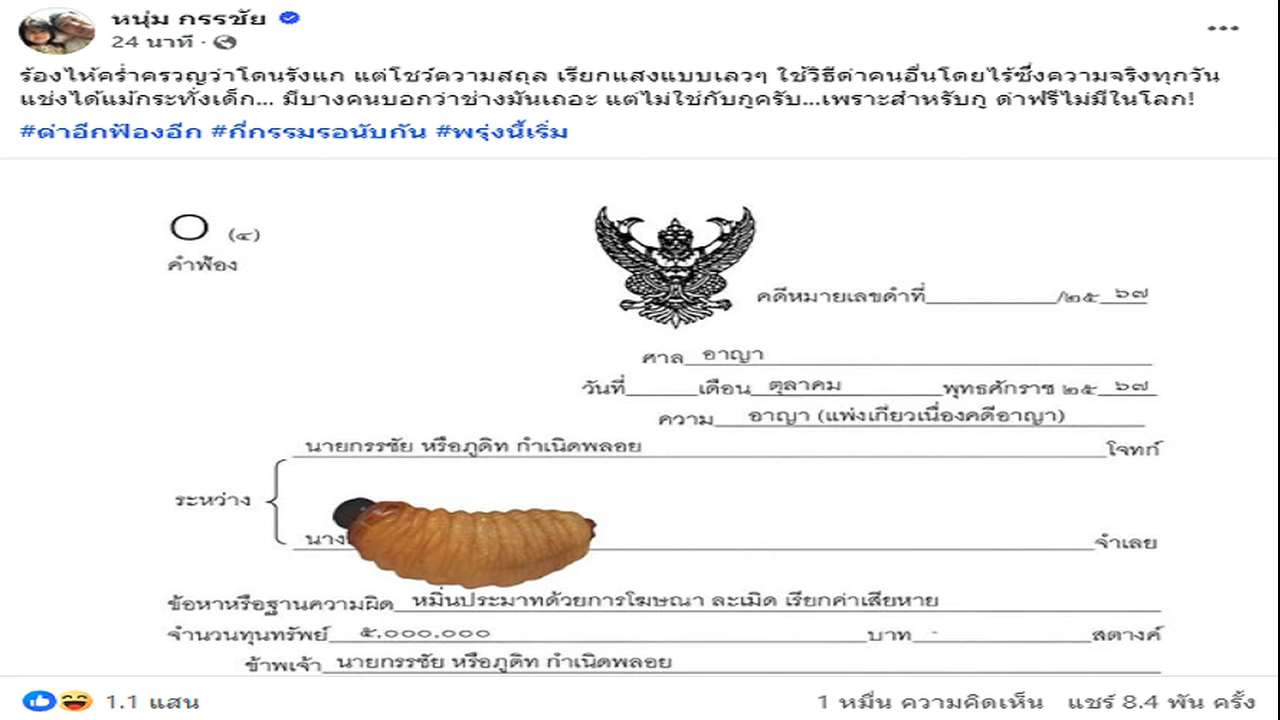 หนุ่ม กรรชัย
24 นาที ·
ร้องไห้คร่ำครวญว่าโดนรังแก แต่โชว์ความสถุล เรียกแสงแบบเลวๆ ใช้วิธีด่าคนอื่นโดยไร้ซึ่งความจริงทุกวัน
แช่งได้แม้กระทั่งเด็ก... มีบางคนบอกว่าช่างมันเถอะ แต่ไม่ใช่กับกูครับ...เพราะสำหรับกู ด่าฟรีไม่มีในโลก!
#ด่าอีกฟ้องอีก #กี่กรรมรอนับกัน #พรุ่งนี้เริ่ม
○ (๔)
คำฟ้อง
คดีหมายเลขดำที่ /๒๕ ๖๗
ศาล อาญา
วันที่ เดือน ตุลาคม พุทธศักราช ๒๕ ๖๗
ความ อาญา (แพ่งเกี่ยวเนื่องคดีอาญา)
นายกรรชัย หรือภูดิท กำเนิดพลอย โจทก์
ระหว่าง
นาง จำเลย
ข้อหาหรือฐานความผิด หมิ่นประมาทด้วยการโฆษณา ละเมิด เรียกค่าเสียหาย
จำนวนทุนทรัพย์ ๕,๐๐๐,๐๐๐ บาท - สตางค์
ข้าพเจ้า นายกรรชัย หรือภูดิท กำเนิดพลอย
1.1 แสน 1 หมื่น ความคิดเห็น แชร์ 8.4 พัน ครั้ง